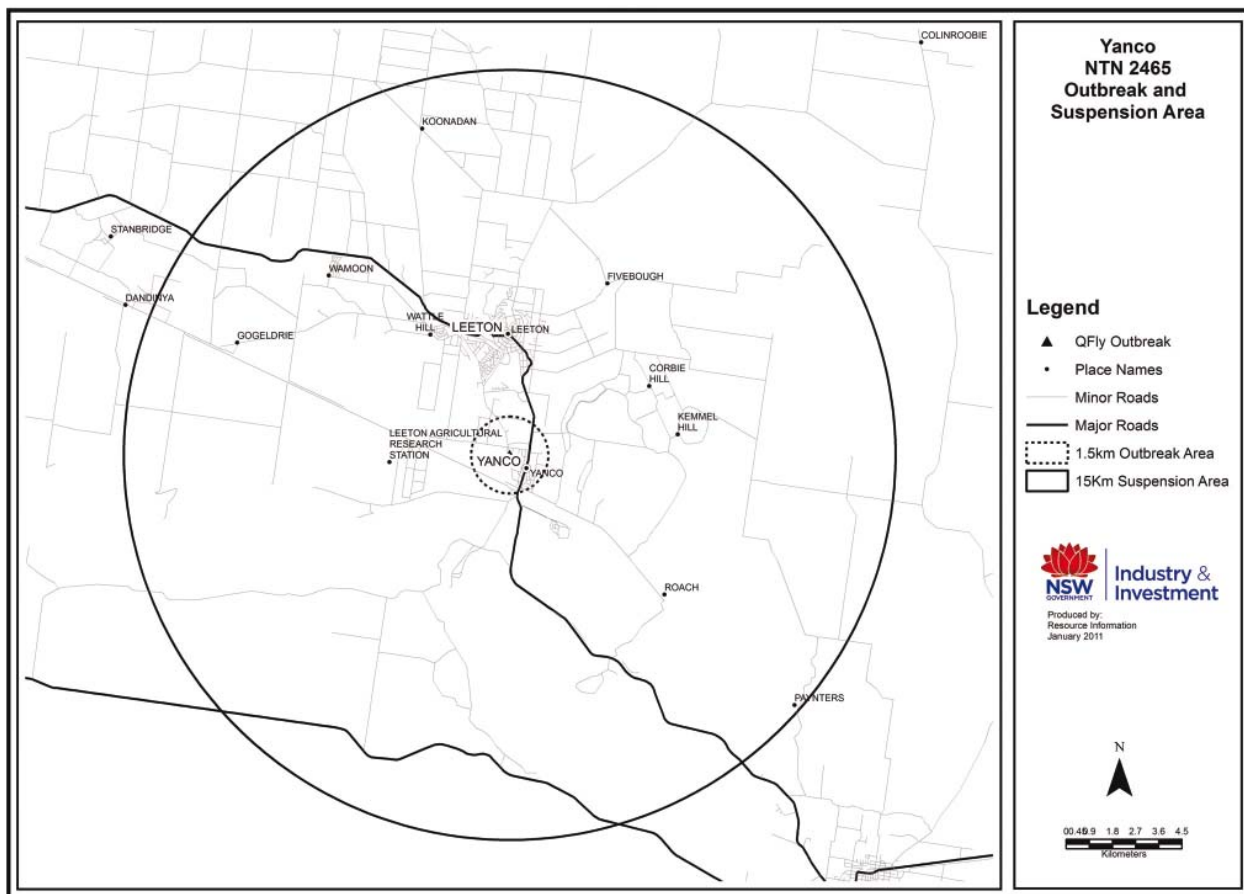 COLINROOBIE
KOONADAN
STANBRIDGE
WAMOON
FIVEBOUGH
DANDINYA
GOGELDRIE
WATTLE
HILL
LEETON
LEETON
CORBIE
HILL
KEMMEL
HILL
LEETON AGRICULTURAL
RESEARCH
STATION
YANCO
YANCO
ROACH
PAYNTERS
Yanco
NTN 2465
Outbreak and
Suspension Area
Legend
QFly Outbreak
Place Names
Minor Roads
Major Roads
1.5km Outbreak Area
15Km Suspension Area
NSW
GOVERNMENT
Industry &
Investment
Produced by:
Resource Information
January 2011
N
00.450.9 1.8 2.7 3.6 4.5
Kilometers